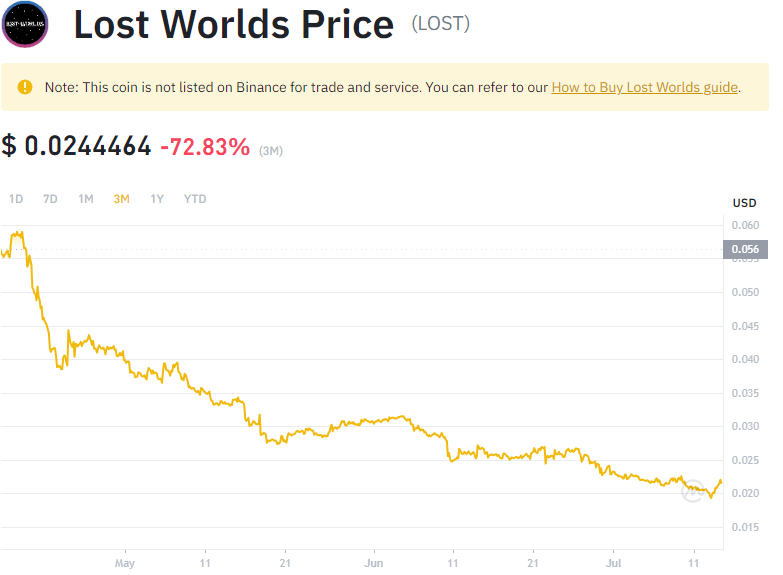 Lost Worlds Price (LOST)
Note: This coin is not listed on Binance for trade and service. You can refer to our How to Buy Lost Worlds guide.
$ 0.0244464 -72.83% (3M)
1D 7D 1M 3M 1Y YTD
USD
0.060
0.056
0.055
0.050
0.045
0.040
0.035
0.030
0.025
0.020
0.015
May 11 21 Jun 11 21 Jul 11